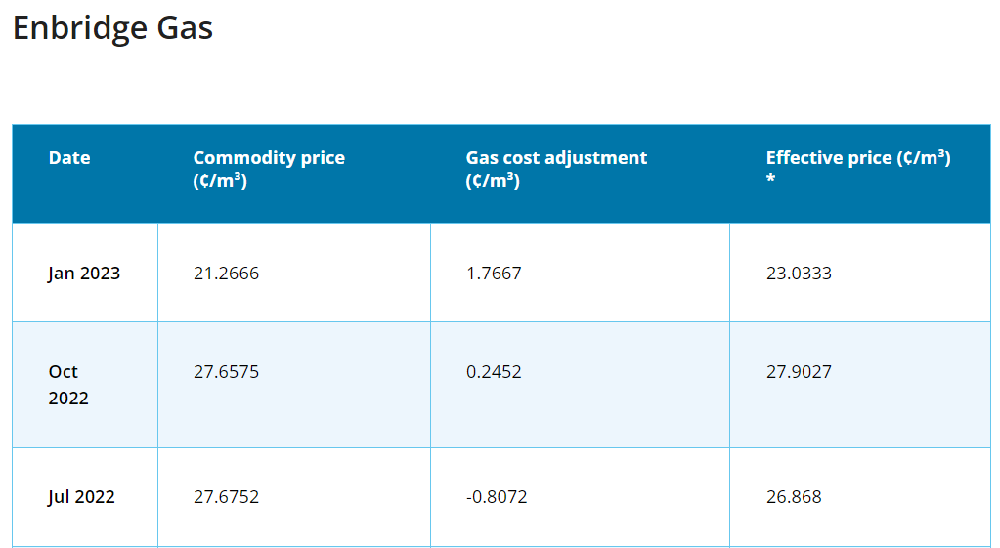 Enbridge Gas
Date Commodity price (₵/m³) Gas cost adjustment (₵/m³) Effective price (₵/m³) *
Jan 2023 21.2666 1.7667 23.0333
Oct 2022 27.6575 0.2452 27.9027
Jul 2022 27.6752 -0.8072 26.868